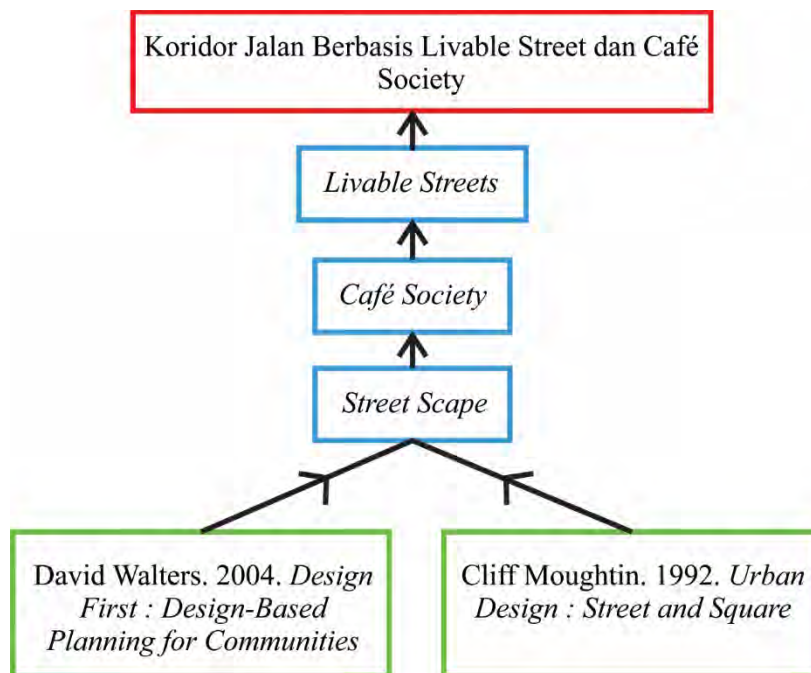 Koridor Jalan Berbasis Livable Street dan Café
Society
Livable Streets
Café Society
Street Scape
David Walters. 2004. Design
First : Design-Based
Planning for Communities
Cliff Moughtin. 1992. Urban
Design : Street and Square